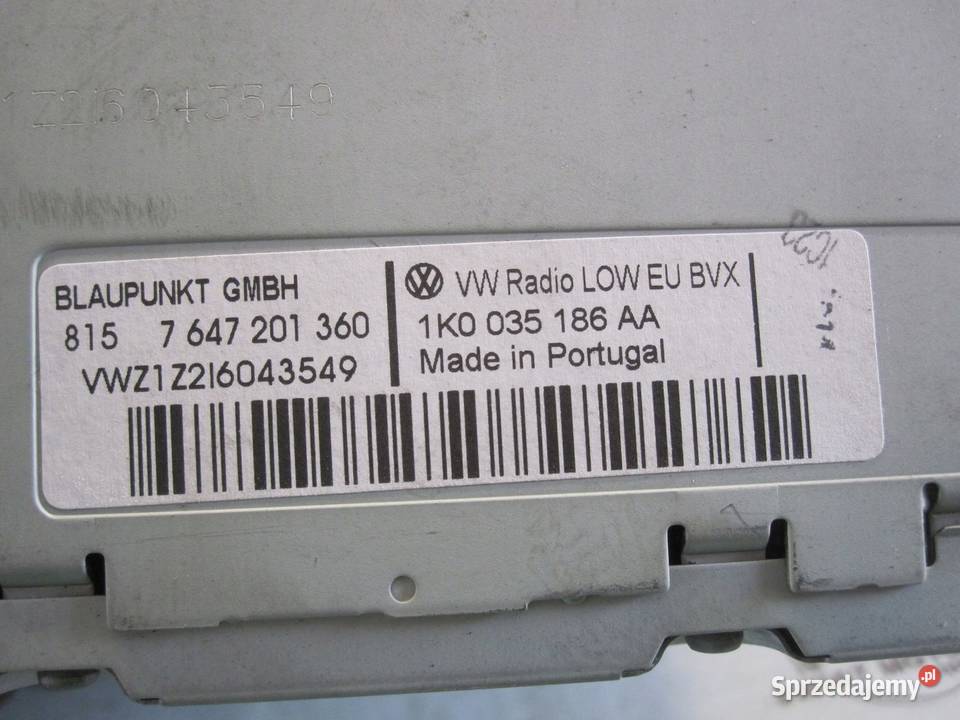 1Z2I6043549
BLAUPUNKT GMBH
815 7 647 201 360
VWZ1Z2I6043549
VW Radio LOW EU BVX
1K0 035 186 AA
Made in Portugal
Sprzedajemy.pl